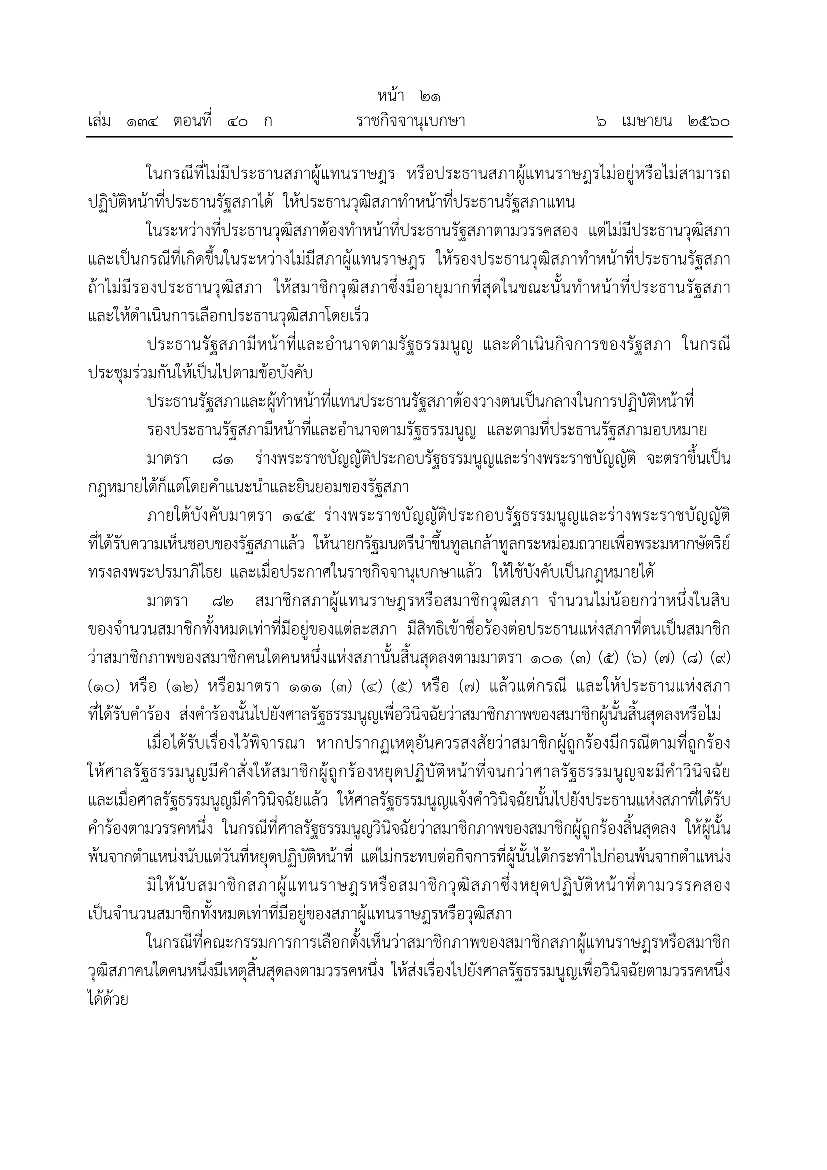 หน้า ๒๑
เล่ม ๑๓๔ ตอนที่ ๔๐ ก ราชกิจจานุเบกษา ๖ เมษายน ๒๕๖๐
ในกรณีที่ไม่มีประธานสภาผู้แทนราษฎร หรือประธานสภาผู้แทนราษฎรไม่อยู่หรือไม่สามารถ
ปฏิบัติหน้าที่ประธานรัฐสภาได้ ให้ประธานวุฒิสภาทำหน้าที่ประธานรัฐสภาแทน
ในระหว่างที่ประธานวุฒิสภาต้องทำหน้าที่ประธานรัฐสภาตามวรรคสอง แต่ไม่มีประธานวุฒิสภา
และเป็นกรณีที่เกิดขึ้นในระหว่างไม่มีสภาผู้แทนราษฎร ให้รองประธานวุฒิสภาทำหน้าที่ประธานรัฐสภา
ถ้าไม่มีรองประธานวุฒิสภา ให้สมาชิกวุฒิสภาซึ่งมีอายุมากที่สุดในขณะนั้นทำหน้าที่ประธานรัฐสภา
และให้ดำเนินการเลือกประธานวุฒิสภาโดยเร็ว
ประธานรัฐสภามีหน้าที่และอำนาจตามรัฐธรรมนูญ และดำเนินกิจการของรัฐสภา ในกรณี
ประชุมร่วมกันให้เป็นไปตามข้อบังคับ
ประธานรัฐสภาและผู้ทำหน้าที่แทนประธานรัฐสภาต้องวางตนเป็นกลางในการปฏิบัติหน้าที่
รองประธานรัฐสภามีหน้าที่และอำนาจตามรัฐธรรมนูญ และตามที่ประธานรัฐสภามอบหมาย
มาตรา ๘๑ ร่างพระราชบัญญัติประกอบรัฐธรรมนูญและร่างพระราชบัญญัติ จะตราขึ้นเป็น
กฎหมายได้ก็แต่โดยคำแนะนำและยินยอมของรัฐสภา
ภายใต้บังคับมาตรา ๑๔๕ ร่างพระราชบัญญัติประกอบรัฐธรรมนูญและร่างพระราชบัญญัติ
ที่ได้รับความเห็นชอบของรัฐสภาแล้ว ให้นายกรัฐมนตรีนำขึ้นทูลเกล้าทูลกระหม่อมถวายเพื่อพระมหากษัตริย์
ทรงลงพระปรมาภิไธย และเมื่อประกาศในราชกิจจานุเบกษาแล้ว ให้ใช้บังคับเป็นกฎหมายได้
มาตรา ๘๒ สมาชิกสภาผู้แทนราษฎรหรือสมาชิกวุฒิสภา จำนวนไม่น้อยกว่าหนึ่งในสิบ
ของจำนวนสมาชิกทั้งหมดเท่าที่มีอยู่ของแต่ละสภา มีสิทธิเข้าชื่อร้องต่อประธานแห่งสภาที่ตนเป็นสมาชิก
ว่าสมาชิกภาพของสมาชิกคนใดคนหนึ่งแห่งสภานั้นสิ้นสุดลงตามมาตรา ๑๐๑ (๓) (๕) (๖) (๗) (๘) (๙)
(๑๐) หรือ (๑๒) หรือมาตรา ๑๑๑ (๓) (๔) (๕) หรือ (๗) แล้วแต่กรณี และให้ประธานแห่งสภา
ที่ได้รับคำร้อง ส่งคำร้องนั้นไปยังศาลรัฐธรรมนูญเพื่อวินิจฉัยว่าสมาชิกภาพของสมาชิกผู้นั้นสิ้นสุดลงหรือไม่
เมื่อได้รับเรื่องไว้พิจารณา หากปรากฏเหตุอันควรสงสัยว่าสมาชิกผู้ถูกร้องมีกรณีตามที่ถูกร้อง
ให้ศาลรัฐธรรมนูญมีคำสั่งให้สมาชิกผู้ถูกร้องหยุดปฏิบัติหน้าที่จนกว่าศาลรัฐธรรมนูญจะมีคำวินิจฉัย
และเมื่อศาลรัฐธรรมนูญมีคำวินิจฉัยแล้ว ให้ศาลรัฐธรรมนูญแจ้งคำวินิจฉัยนั้นไปยังประธานแห่งสภาที่ได้รับ
คำร้องตามวรรคหนึ่ง ในกรณีที่ศาลรัฐธรรมนูญวินิจฉัยว่าสมาชิกภาพของสมาชิกผู้ถูกร้องสิ้นสุดลง ให้ผู้นั้น
พ้นจากตำแหน่งนับแต่วันที่หยุดปฏิบัติหน้าที่ แต่ไม่กระทบต่อกิจการที่ผู้นั้นได้กระทำไปก่อนพ้นจากตำแหน่ง
มิให้นับสมาชิกสภาผู้แทนราษฎรหรือสมาชิกวุฒิสภาซึ่งหยุดปฏิบัติหน้าที่ตามวรรคสอง
เป็นจำนวนสมาชิกทั้งหมดเท่าที่มีอยู่ของสภาผู้แทนราษฎรหรือวุฒิสภา
ในกรณีที่คณะกรรมการการเลือกตั้งเห็นว่าสมาชิกภาพของสมาชิกสภาผู้แทนราษฎรหรือสมาชิก
วุฒิสภาคนใดคนหนึ่งมีเหตุสิ้นสุดลงตามวรรคหนึ่ง ให้ส่งเรื่องไปยังศาลรัฐธรรมนูญเพื่อวินิจฉัยตามวรรคหนึ่ง
ได้ด้วย